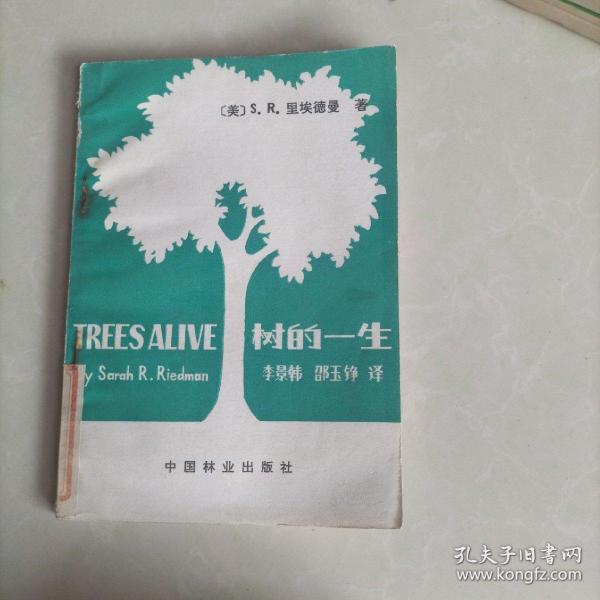 〔美〕S.R.里埃德曼 著
TREES ALIVE 树的一生
By Sarah R. Riedman 李景韩 邵玉铮 译
中国林业出版社
孔夫子旧书网
www.kongfz.com